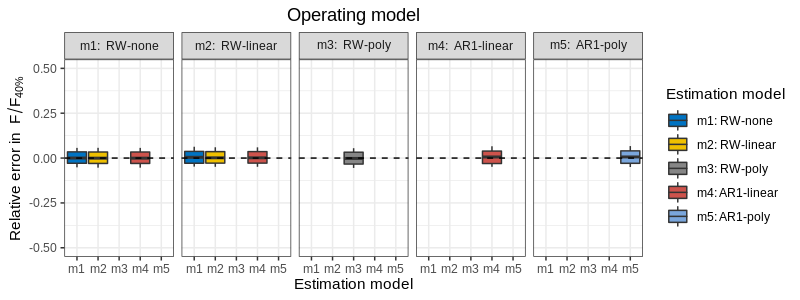 Operating model
m1: RW-none
m2: RW-linear
m3: RW-poly
m4: AR1-linear
m5: AR1-poly
Relative error in F/F40%
0.50
0.25
0.00
-0.25
-0.50
m1 m2 m3 m4 m5
m1 m2 m3 m4 m5
m1 m2 m3 m4 m5
m1 m2 m3 m4 m5
m1 m2 m3 m4 m5
Estimation model
Estimation model
m1: RW-none
m2: RW-linear
m3: RW-poly
m4: AR1-linear
m5: AR1-poly